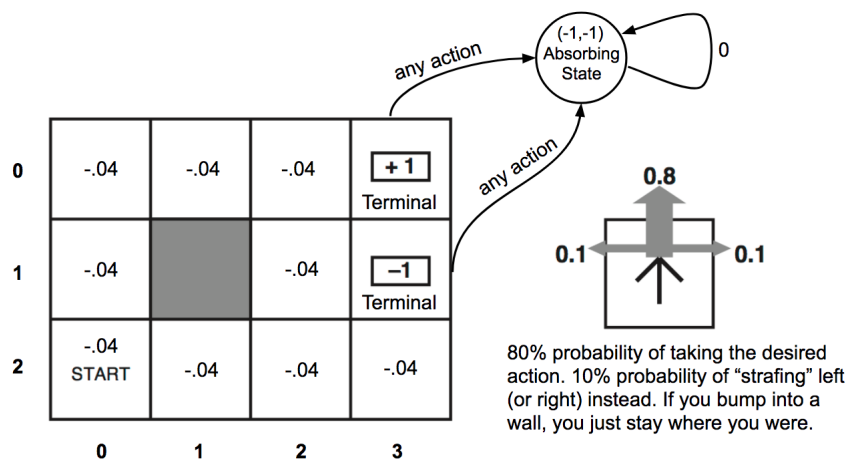 (-1,-1)
Absorbing
State
0
any action
any action
0
-.04
-.04
-.04
+ 1
Terminal
1
-.04
-.04
–1
Terminal
2
-.04
START
-.04
-.04
-.04
0
1
2
3
0.8
0.1
0.1
80% probability of taking the desired
action. 10% probability of “strafing” left
(or right) instead. If you bump into a
wall, you just stay where you were.